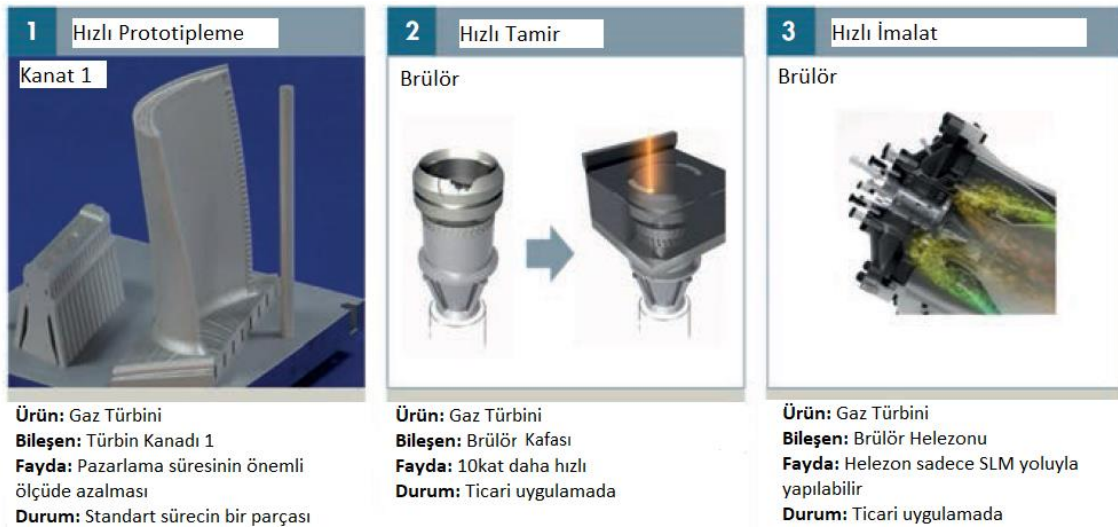 1 Hızlı Prototipleme
Kanat 1
Ürün: Gaz Türbini
Bileşen: Türbin Kanadı 1
Fayda: Pazarlama süresinin önemli
ölçüde azalması
Durum: Standart sürecin bir parçası
2 Hızlı Tamir
Brülör
Ürün: Gaz Türbini
Bileşen: Brülör Kafası
Fayda: 10kat daha hızlı
Durum: Ticari uygulamada
3 Hızlı İmalat
Brülör
Ürün: Gaz Türbini
Bileşen: Brülör Helezonu
Fayda: Helezon sadece SLM yoluyla
yapılabilir
Durum: Ticari uygulamada